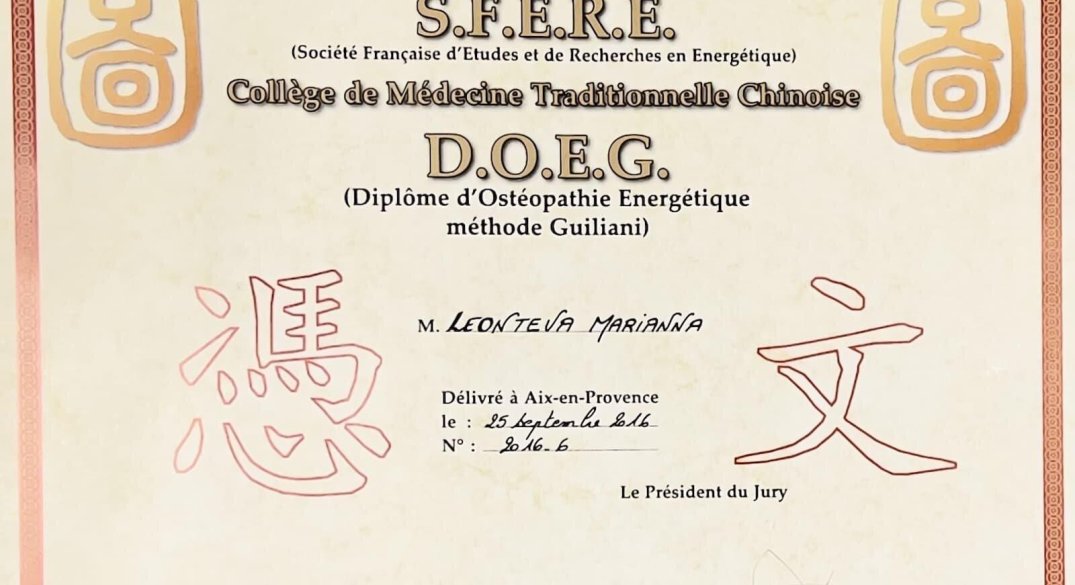 S.F.E.R.E.
(Société Française d'Etudes et de Recherches en Energétique)
Collège de Médecine Traditionnelle Chinoise
D.O.E.G.
(Diplôme d'Ostéopathie Energétique
méthode Guiliani)
憑 文
M. LEONTEVA MARIANNA
Délivré à Aix-en-Provence
le : 25 septembre 2016
N° : 2016-6
Le Président du Jury